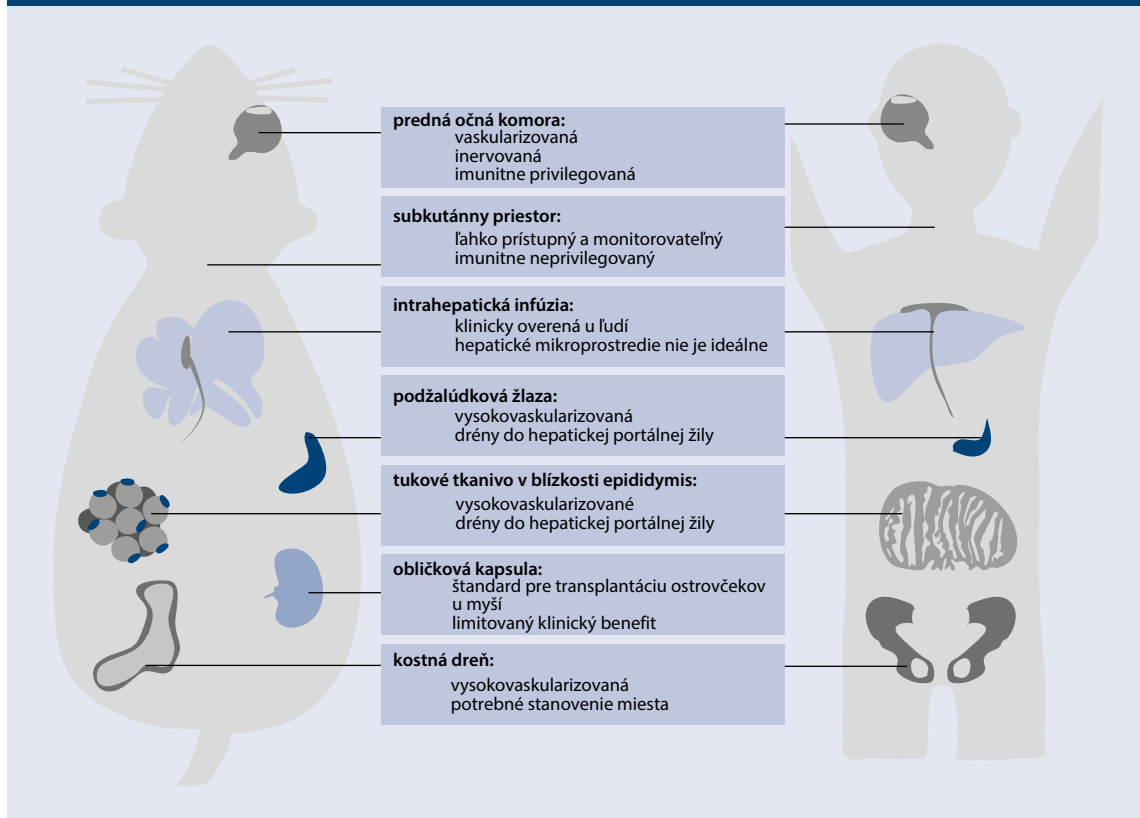 predná očná komora:
vaskularizovaná
inervovaná
imunitne privilegovaná
subkutánny priestor:
ľahko prístupný a monitorovateľný
imunitne neprivilegovaný
intrahepatická infúzia:
klinicky overená u ľudí
hepatické mikroprostredie nie je ideálne
podžalúdková žlaza:
vysokovaskularizovaná
drény do hepatickej portálnej žily
tukové tkanivo v blízkosti epididymis:
vysokovaskularizované
drény do hepatickej portálnej žily
obličková kapsula:
štandard pre transplantáciu ostrovčekov
u myší
limitovaný klinický benefit
kostná dreň:
vysokovaskularizovaná
potrebné stanovenie miesta